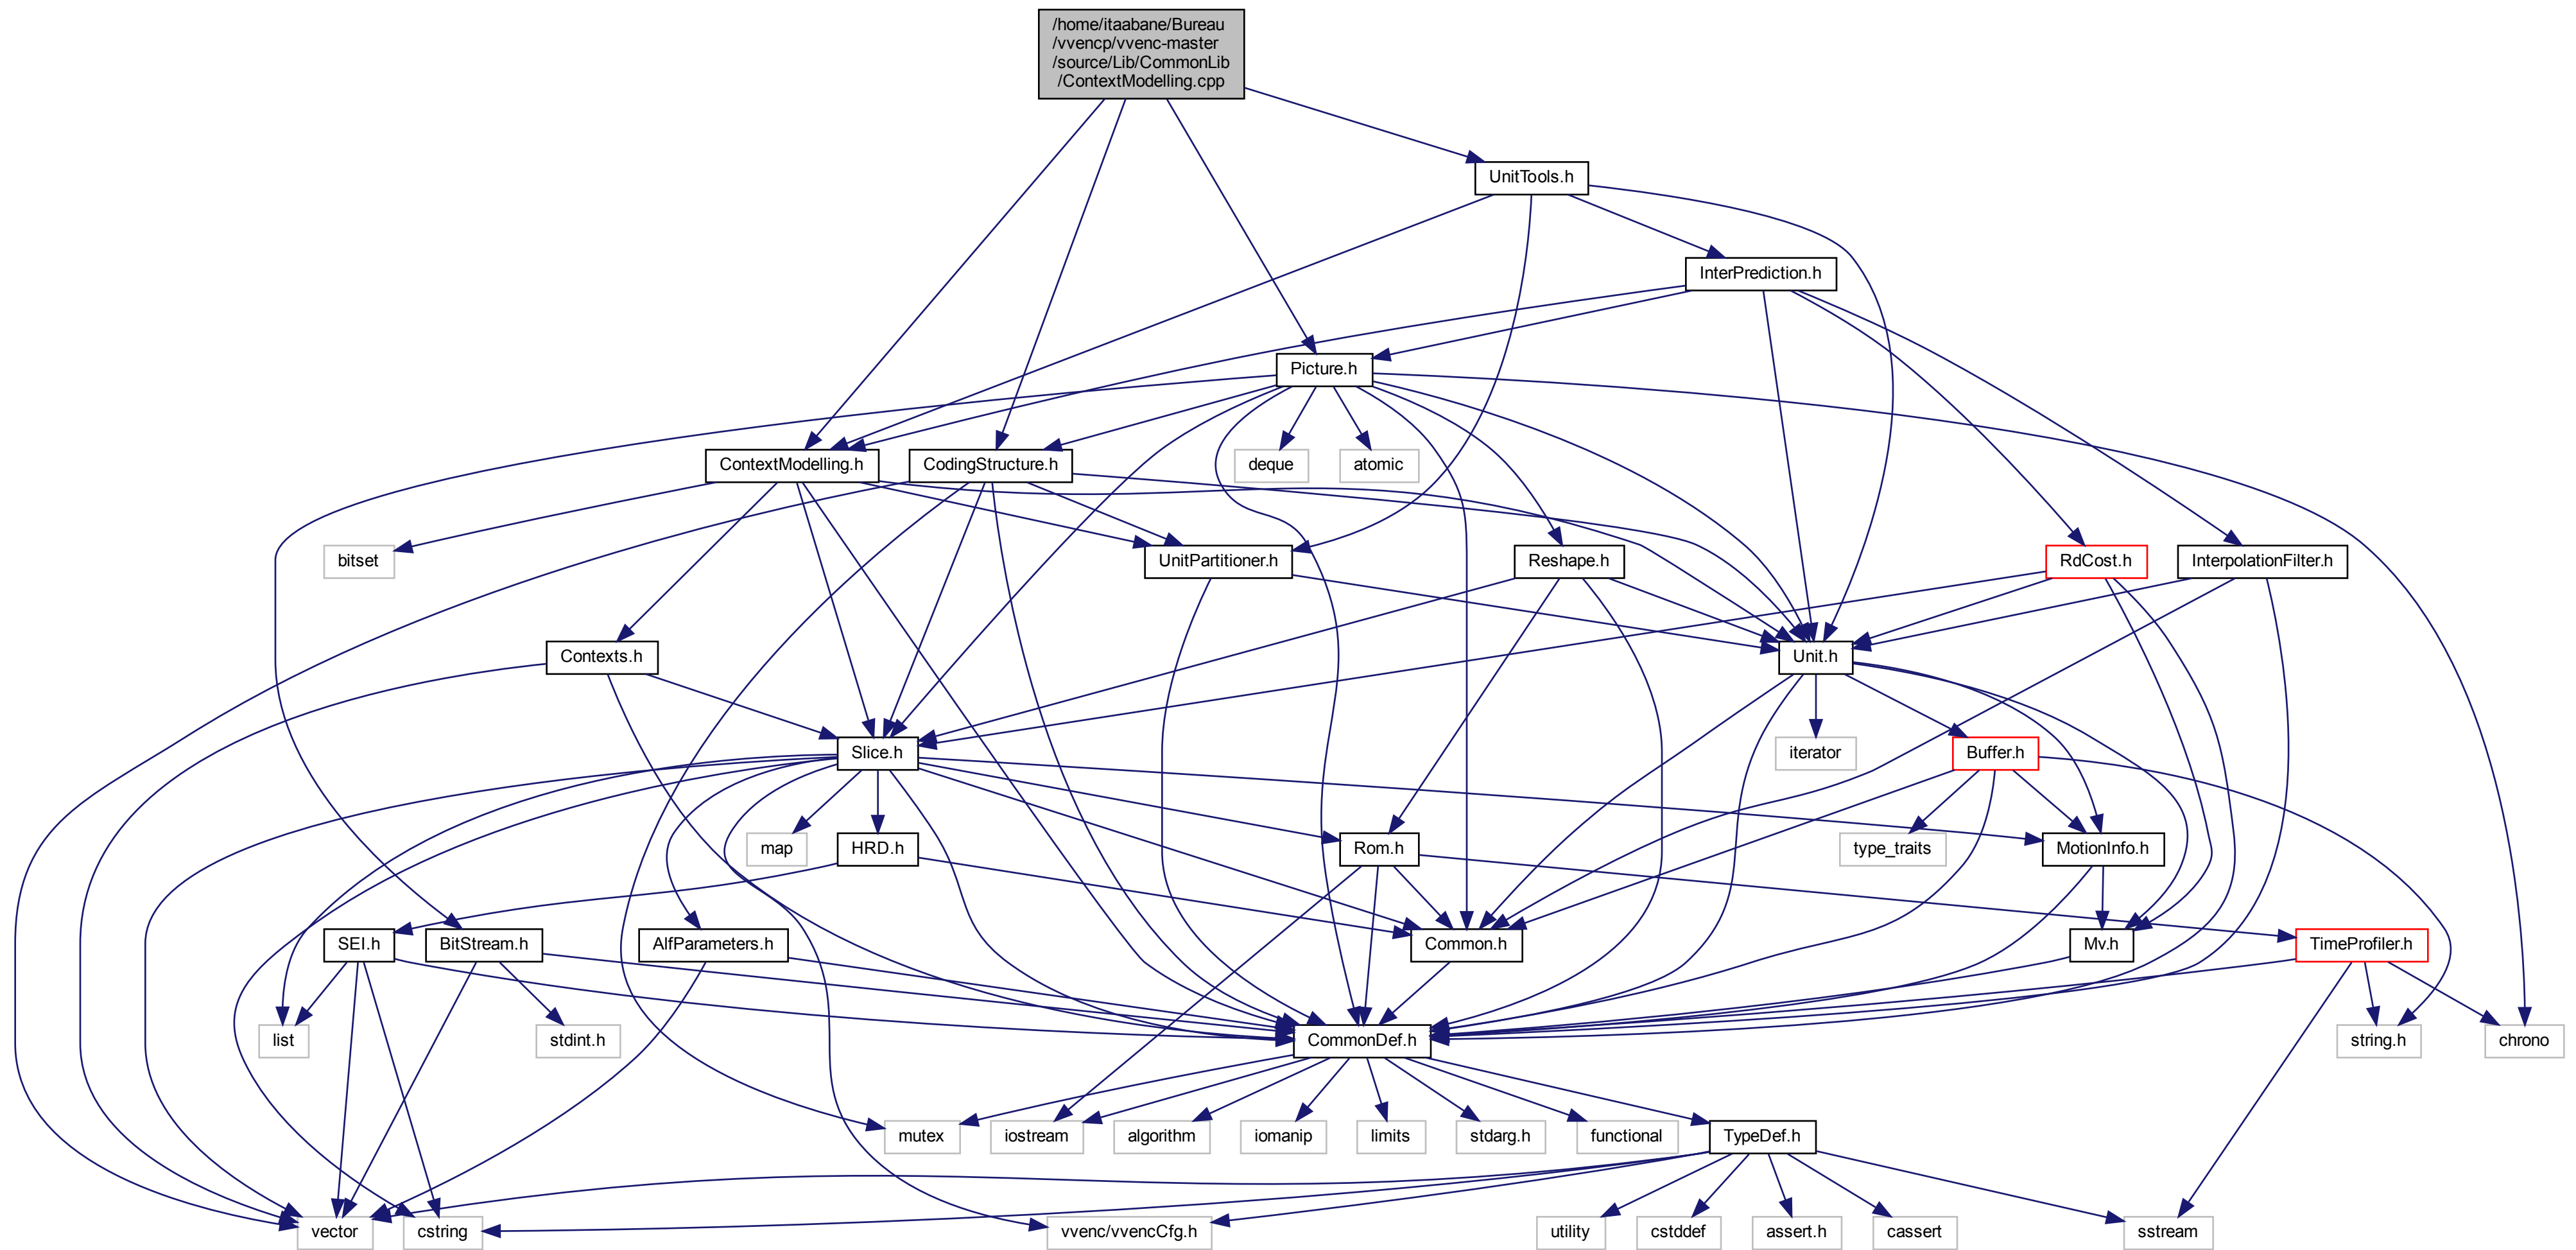 /home/itaabane/Bureau
/vvencp/vvenc-master
/source/Lib/CommonLib
/ContextModelling.cpp
UnitTools.h
InterPrediction.h
Picture.h
ContextModelling.h
CodingStructure.h
deque
atomic
bitset
UnitPartitioner.h
Reshape.h
RdCost.h
InterpolationFilter.h
Contexts.h
Unit.h
Slice.h
iterator
Buffer.h
map
HRD.h
Rom.h
type_traits
MotionInfo.h
SEI.h
BitStream.h
AlfParameters.h
Common.h
Mv.h
TimeProfiler.h
list
stdint.h
CommonDef.h
string.h
chrono
mutex
iostream
algorithm
iomanip
limits
stdarg.h
functional
TypeDef.h
vector
cstring
vvenc/vvencCfg.h
utility
cstddef
assert.h
cassert
sstream